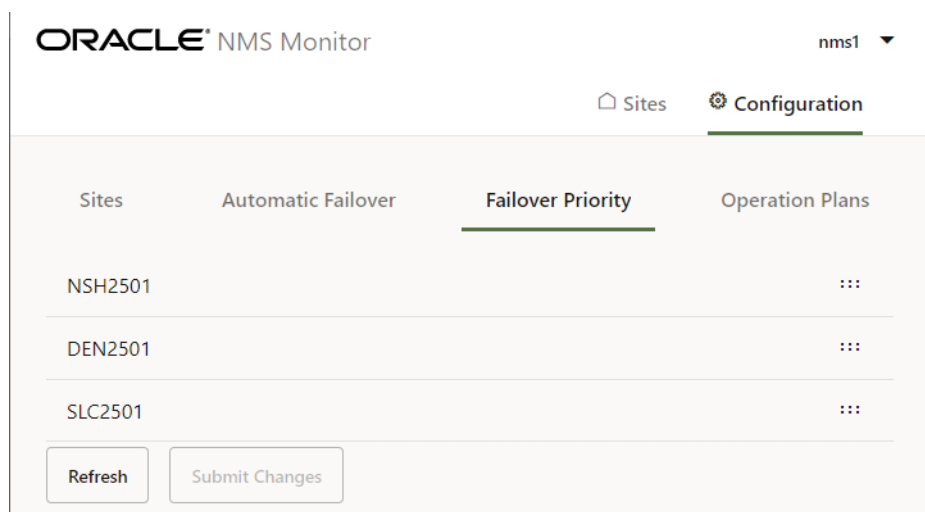 ORACLE® NMS Monitor nms1
Sites Configuration
Sites Automatic Failover Failover Priority Operation Plans
NSH2501
DEN2501
SLC2501
Refresh Submit Changes